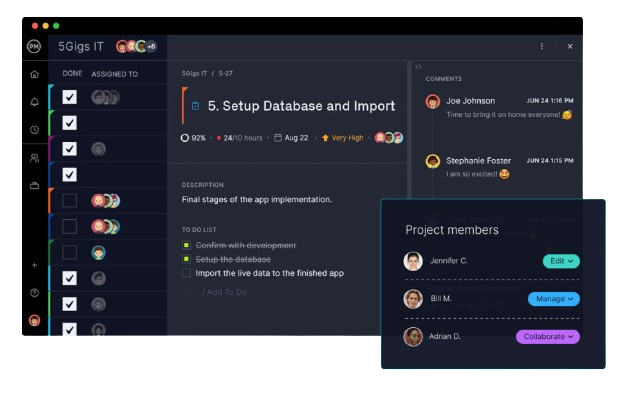 PM
5Gigs IT
+6
DONE ASSIGNED TO
5Gigs IT / 5-27
5. Setup Database and Import
92% • 24/10 hours • Aug 22 • Very High •
DESCRIPTION
Final stages of the app implementation.
TO DO LIST
Confirm with development
Setup the database
Import the live data to the finished app
/ Add To Do
COMMENTS
Joe Johnson JUN 24 1:16 PM
Time to bring it on home everyone! 🥳
Stephanie Foster JUN 24 1:15 PM
I am so excited! 🤩
Project members
Jennifer C. Edit
Bill M. Manage
Adrian D. Collaborate